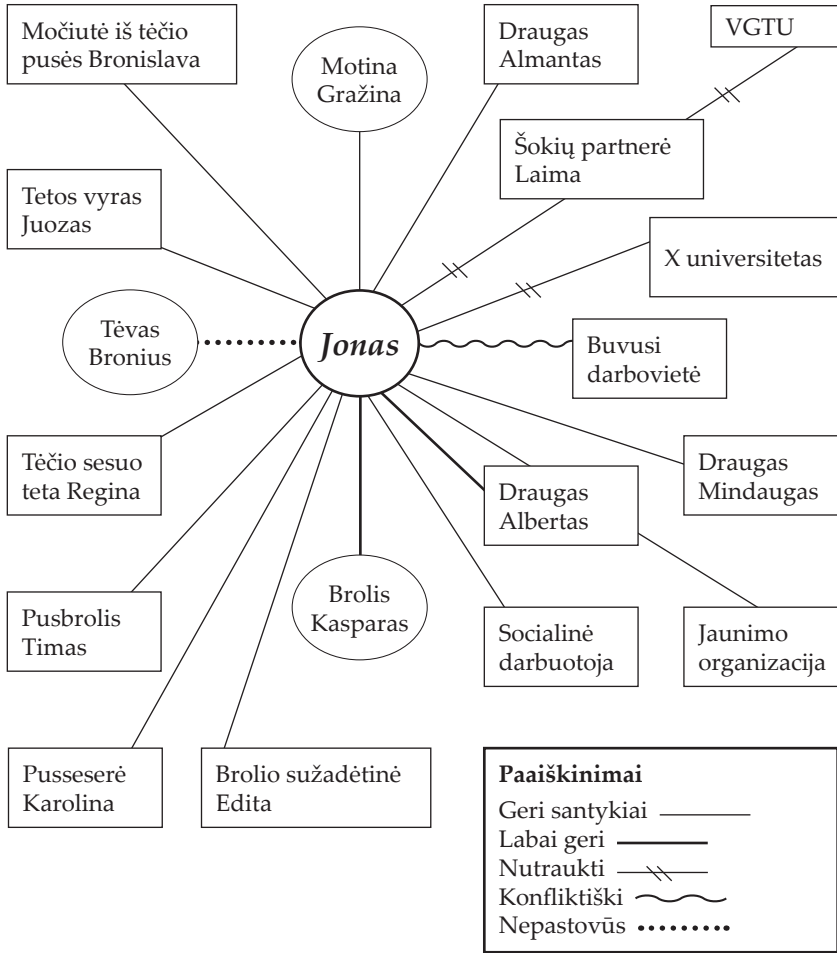 Močiutė iš tėčio
pusės Bronislava
Motina
Gražina
Draugas
Almantas
VGTU
Šokių partnerė
Laima
Tetos vyras
Juozas
X universitetas
Tėvas
Bronius
Jonas
Buvusi
darbovietė
Tėčio sesuo
teta Regina
Draugas
Albertas
Draugas
Mindaugas
Pusbrolis
Timas
Brolis
Kasparas
Socialinė
darbuotoja
Jaunimo
organizacija
Pusseserė
Karolina
Brolio sužadėtinė
Edita
Paaiškinimai
Geri santykiai
Labai geri
Nutraukti
Konfliktiški
Nepastovūs